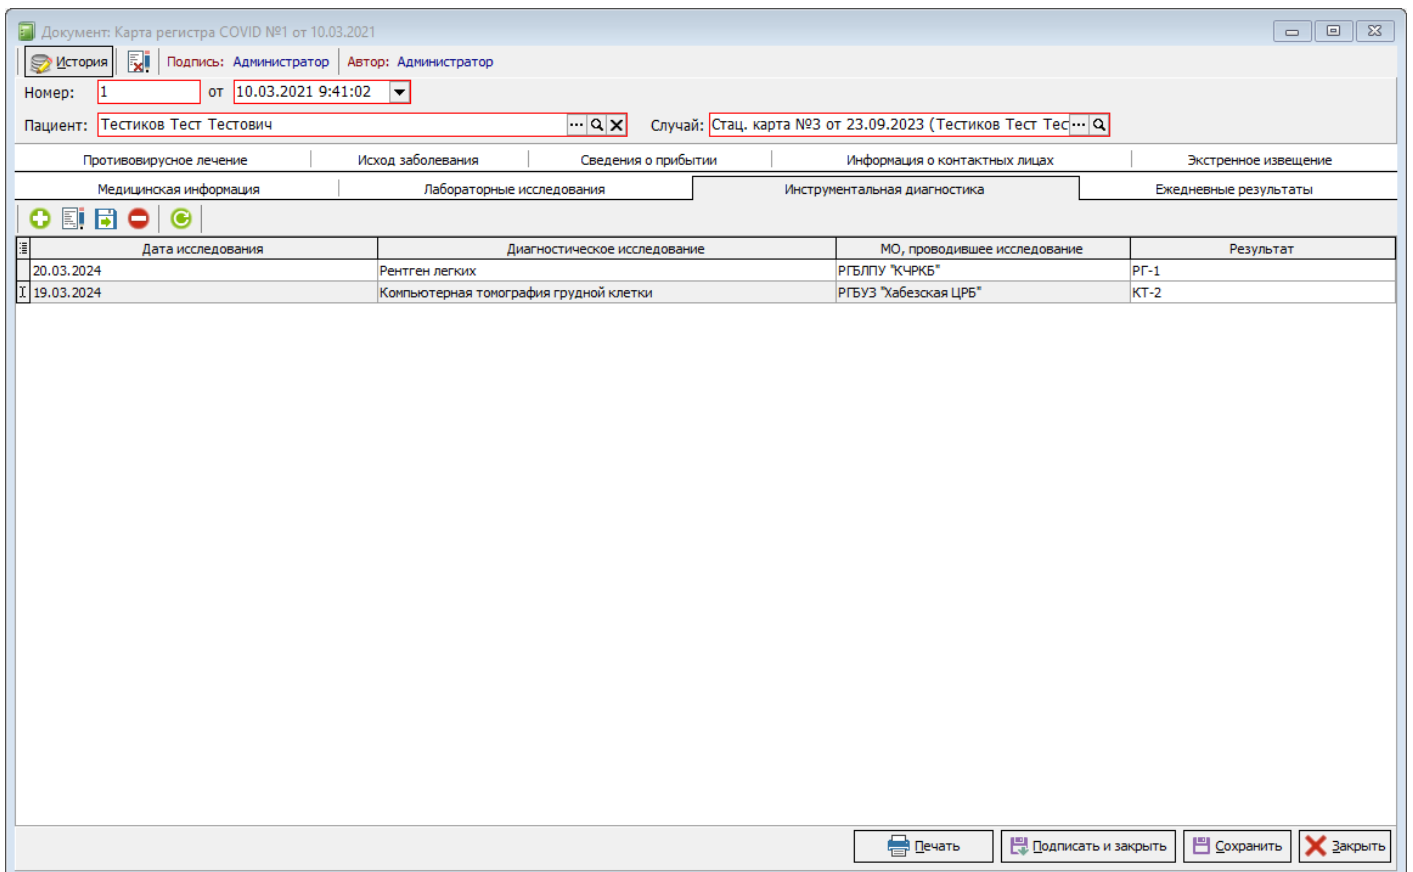 Документ: Карта регистра COVID №1 от 10.03.2021
История Подпись: Администратор Автор: Администратор
Номер: 1 от 10.03.2021 9:41:02
Пациент: Тестиков Тест Тестович Случай: Стац. карта №3 от 23.09.2023 (Тестиков Тест Тес
Противовирусное лечение Исход заболевания Сведения о прибытии Информация о контактных лицах Экстренное извещение
Медицинская информация Лабораторные исследования Инструментальная диагностика Ежедневные результаты
Дата исследования Диагностическое исследование МО, проводившее исследование Результат
20.03.2024 Рентген легких РГБЛПУ "КЧРКБ" РГ-1
19.03.2024 Компьютерная томография грудной клетки РГБУЗ "Хабезская ЦРБ" КТ-2
Печать Подписать и закрыть Сохранить Закрыть